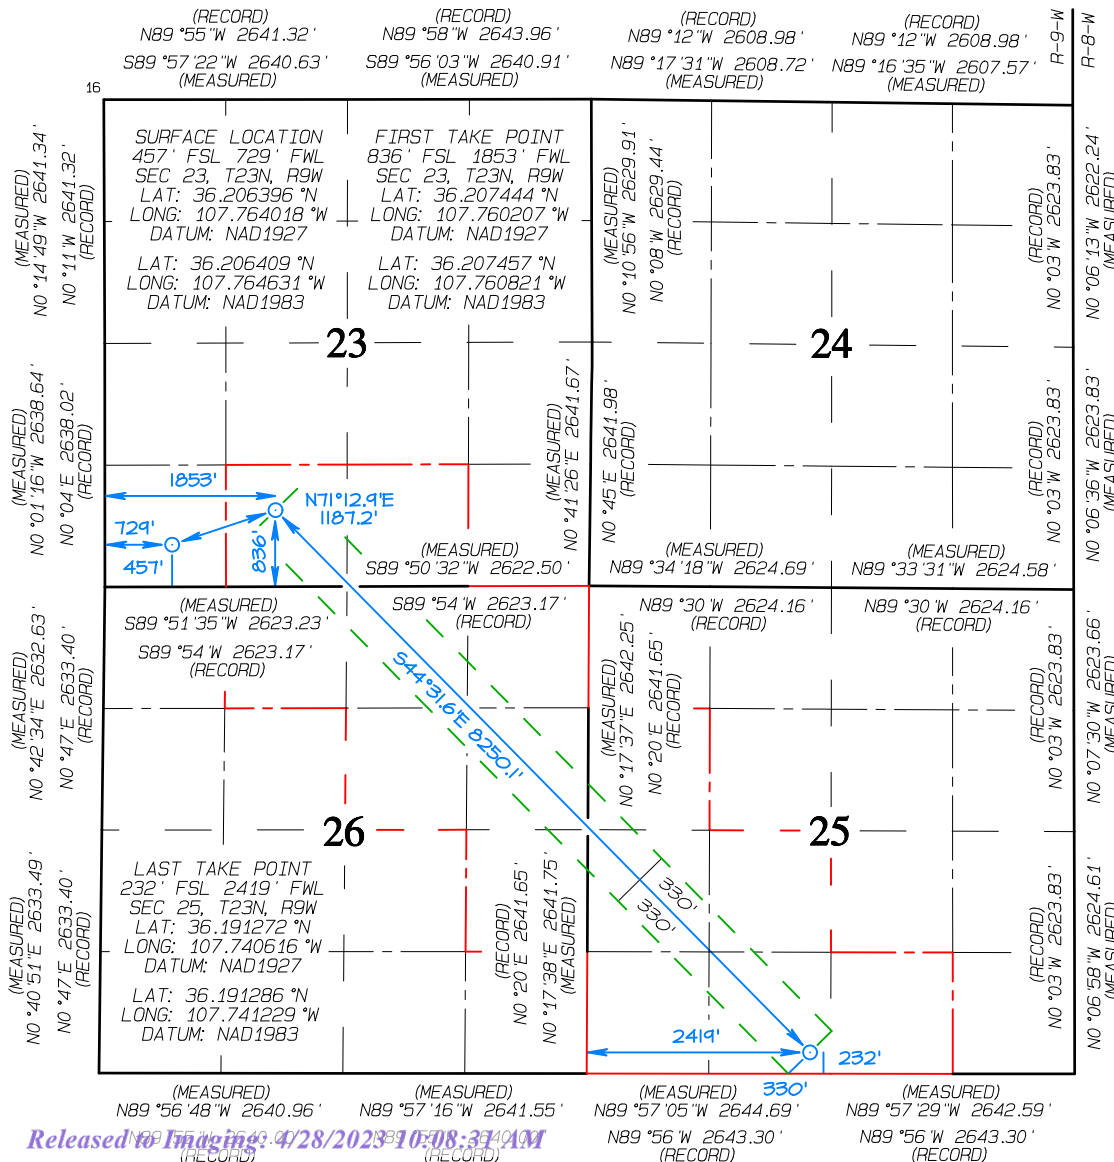 (RECORD)
N89 °55 'W 2641.32 '
S89 °57 '22 "W 2640.63 '
(MEASURED)
(RECORD)
N89 °58 'W 2643.96 '
S89 °56 '03 "W 2640.91 '
(MEASURED)
(RECORD)
N89 °12 'W 2608.98 '
N89 °17 '31 "W 2608.72 '
(MEASURED)
(RECORD)
N89 °12 'W 2608.98 '
N89 °16 '35 "W 2607.57 '
(MEASURED)
R-9-W
R-8-W
16
SURFACE LOCATION
457 ' FSL 729 ' FWL
SEC 23, T23N, R9W
LAT: 36.206396 °N
LONG: 107.764018 °W
DATUM: NAD1927
LAT: 36.206409 °N
LONG: 107.764631 °W
DATUM: NAD1983
FIRST TAKE POINT
836 ' FSL 1853 ' FWL
SEC 23, T23N, R9W
LAT: 36.207444 °N
LONG: 107.760207 °W
DATUM: NAD1927
LAT: 36.207457 °N
LONG: 107.760821 °W
DATUM: NAD1983
(MEASURED)
N0 °14 '49 "W 2641.34 '
N0 °11 'W 2641.32 '
(RECORD)
(MEASURED)
N0 °10 '56 "W 2629.91 '
N0 °08 'W 2629.44 '
(RECORD)
(RECORD)
N0 °03 'W 2623.83 '
N0 °06 '13 "W 2622.24 '
(MEASURED)
23
24
(MEASURED)
N0 °01 '16 "W 2638.64 '
N0 °04 'E 2638.02 '
(RECORD)
(MEASURED)
N0 °41 '26 "E 2641.67 '
N0 °45 'E 2641.98 '
(RECORD)
(RECORD)
N0 °03 'W 2623.83 '
N0 °06 '36 "W 2623.83 '
(MEASURED)
1853'
N71°12.9'E
1187.2'
729'
457'
836'
(MEASURED)
S89 °50 '32 "W 2622.50 '
(MEASURED)
N89 °34 '18 "W 2624.69 '
(MEASURED)
N89 °33 '31 "W 2624.58 '
(MEASURED)
S89 °51 '35 "W 2623.23 '
S89 °54 'W 2623.17 '
(RECORD)
S89 °54 'W 2623.17 '
(RECORD)
N89 °30 'W 2624.16 '
(RECORD)
N89 °30 'W 2624.16 '
(RECORD)
(MEASURED)
N0 °42 '34 "E 2632.63 '
N0 °47 'E 2633.40 '
(RECORD)
S44°31.6'E 8250.1'
(MEASURED)
N0 °17 '37 "E 2642.25 '
N0 °20 'E 2641.65 '
(RECORD)
(RECORD)
N0 °03 'W 2623.83 '
N0 °07 '30 "W 2623.66 '
(MEASURED)
26
25
LAST TAKE POINT
232 ' FSL 2419 ' FWL
SEC 25, T23N, R9W
LAT: 36.191272 °N
LONG: 107.740616 °W
DATUM: NAD1927
LAT: 36.191286 °N
LONG: 107.741229 °W
DATUM: NAD1983
(MEASURED)
N0 °40 '51 "E 2633.49 '
N0 °47 'E 2633.40 '
(RECORD)
(RECORD)
N0 °20 'E 2641.65 '
N0 °17 '38 "E 2641.75 '
(MEASURED)
330'
330'
(RECORD)
N0 °03 'W 2623.83 '
N0 °06 '58 "W 2624.61 '
(MEASURED)
2419'
232'
330'
(MEASURED)
N89 °56 '48 "W 2640.96 '
(MEASURED)
N89 °57 '16 "W 2641.55 '
(MEASURED)
N89 °57 '05 "W 2644.69 '
N89 °56 'W 2643.30 '
(RECORD)
(MEASURED)
N89 °57 '29 "W 2642.59 '
N89 °56 'W 2643.30 '
(RECORD)
Released to Imaging: 4/28/2023 10:08:31 AM
(RECORD)
(RECORD)